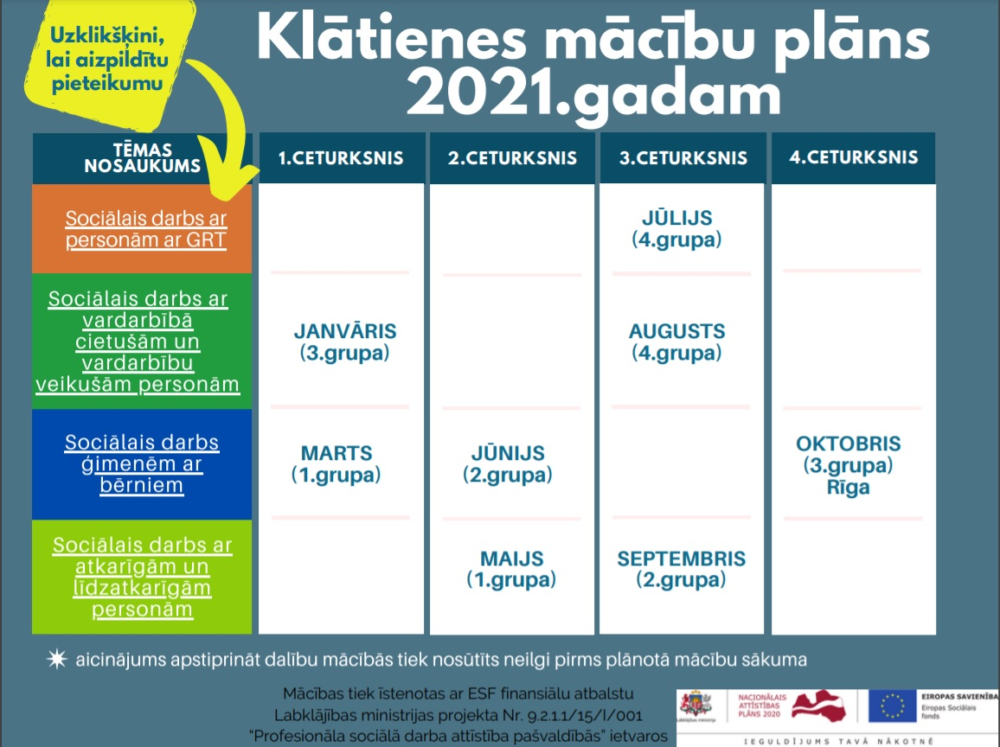 Uzklikšķini,
lai aizpildītu
pieteikumu
Klātienes mācību plāns
2021.gadam
TĒMAS
NOSAUKUMS
1.CETURKSNIS
2.CETURKSNIS
3.CETURKSNIS
4.CETURKSNIS
Sociālais darbs ar
personām ar GRT
JŪLIJS
(4.grupa)
Sociālais darbs ar
vardarbībā
cietušām un
vardarbību
veikušām personām
JANVĀRIS
(3.grupa)
AUGUSTS
(4.grupa)
Sociālais darbs
ģimenēm ar
bērniem
MARTS
(1.grupa)
JŪNIJS
(2.grupa)
OKTOBRIS
(3.grupa)
Rīga
Sociālais darbs ar
atkarīgām un
līdzatkarīgām
personām
MAIJS
(1.grupa)
SEPTEMBRIS
(2.grupa)
aicinājums apstiprināt dalību mācībās tiek nosūtīts neilgi pirms plānotā mācību sākuma
Mācības tiek īstenotas ar ESF finansiālu atbalstu
Labklājības ministrijas projekta Nr. 9.2.1.1/15/I/001
“Profesionāla sociālā darba attīstība pašvaldībās” ietvaros
Labklājības ministrija
NACIONĀLAIS
ATTĪSTĪBAS
PLĀNS 2020
EIROPAS SAVIENĪBA
Eiropas Sociālais
fonds
IEGULDĪJUMS TAVĀ NĀKOTNĒ